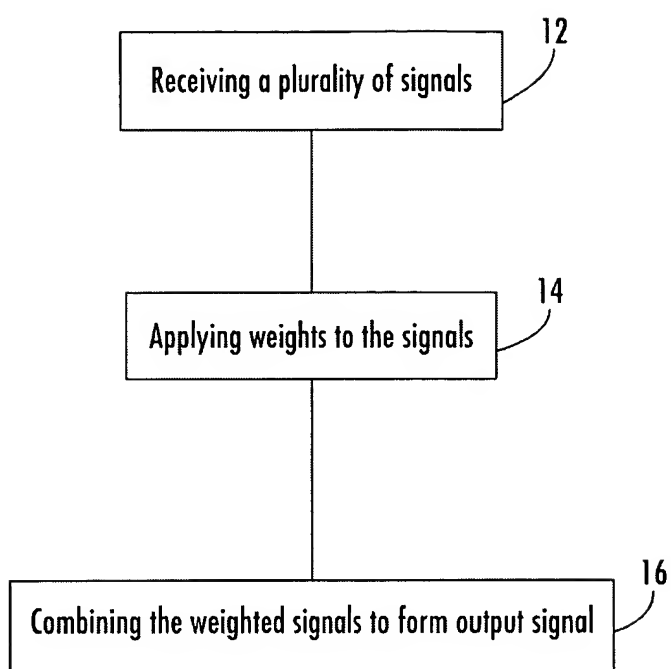 12
Receiving a plurality of signals
14
Applying weights to the signals
16
Combining the weighted signals to form output signal